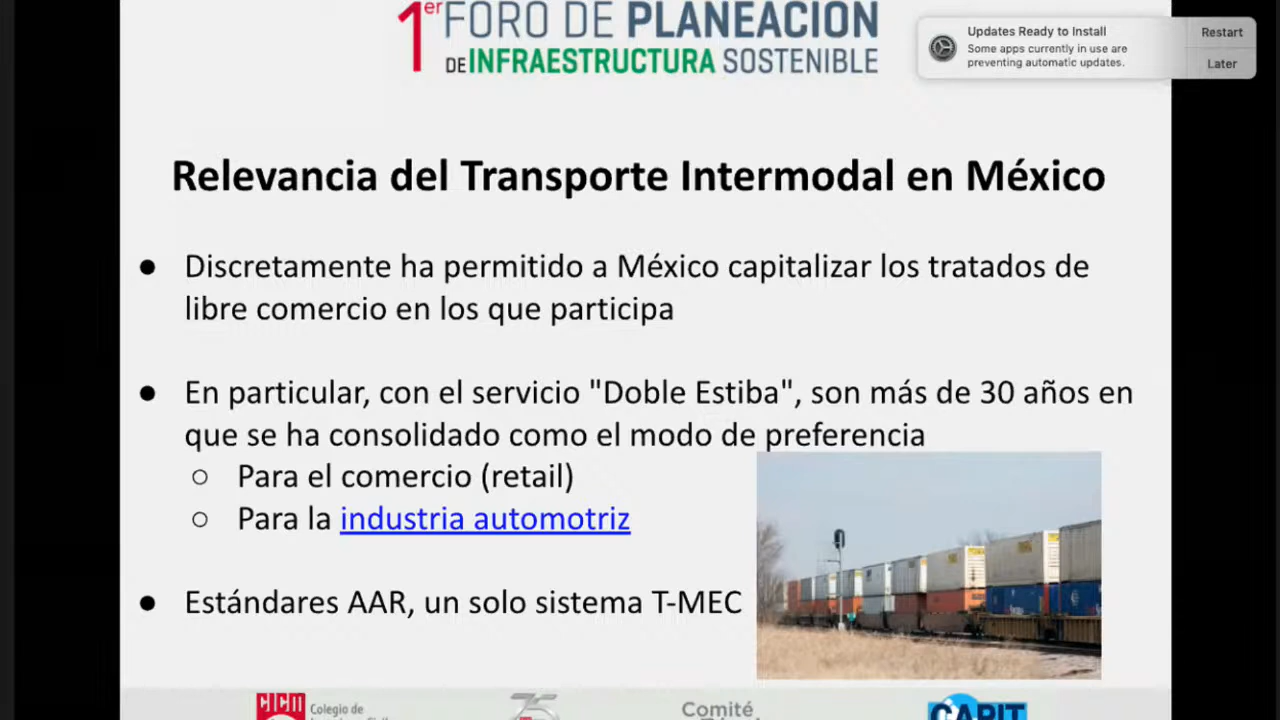 1er FORO DE PLANEACIÓN
DE INFRAESTRUCTURA SOSTENIBLE
Updates Ready to Install
Some apps currently in use are
preventing automatic updates.
Restart
Later
Relevancia del Transporte Intermodal en México
● Discretamente ha permitido a México capitalizar los tratados de
libre comercio en los que participa
● En particular, con el servicio "Doble Estiba", son más de 30 años en
que se ha consolidado como el modo de preferencia
○ Para el comercio (retail)
○ Para la industria automotriz
● Estándares AAR, un solo sistema T-MEC
CICM
Colegio de
75
Comité
CAPIT